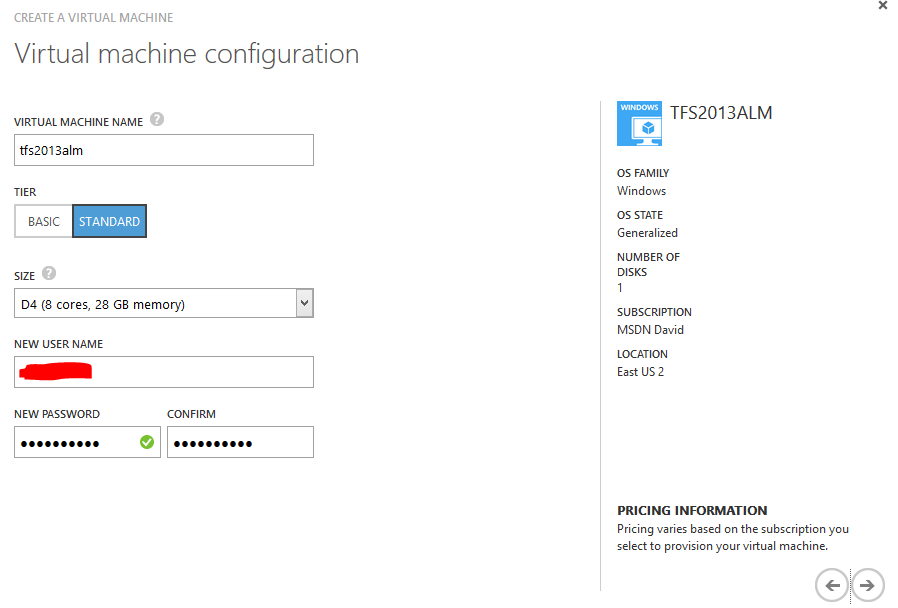 CREATE A VIRTUAL MACHINE
Virtual machine configuration
VIRTUAL MACHINE NAME ?
tfs2013alm
TIER
BASIC STANDARD
SIZE ?
D4 (8 cores, 28 GB memory)
NEW USER NAME
NEW PASSWORD CONFIRM
●●●●●●●●●● ●●●●●●●●●●
WINDOWS
TFS2013ALM
OS FAMILY
Windows
OS STATE
Generalized
NUMBER OF
DISKS
1
SUBSCRIPTION
MSDN David
LOCATION
East US 2
PRICING INFORMATION
Pricing varies based on the subscription you
select to provision your virtual machine.